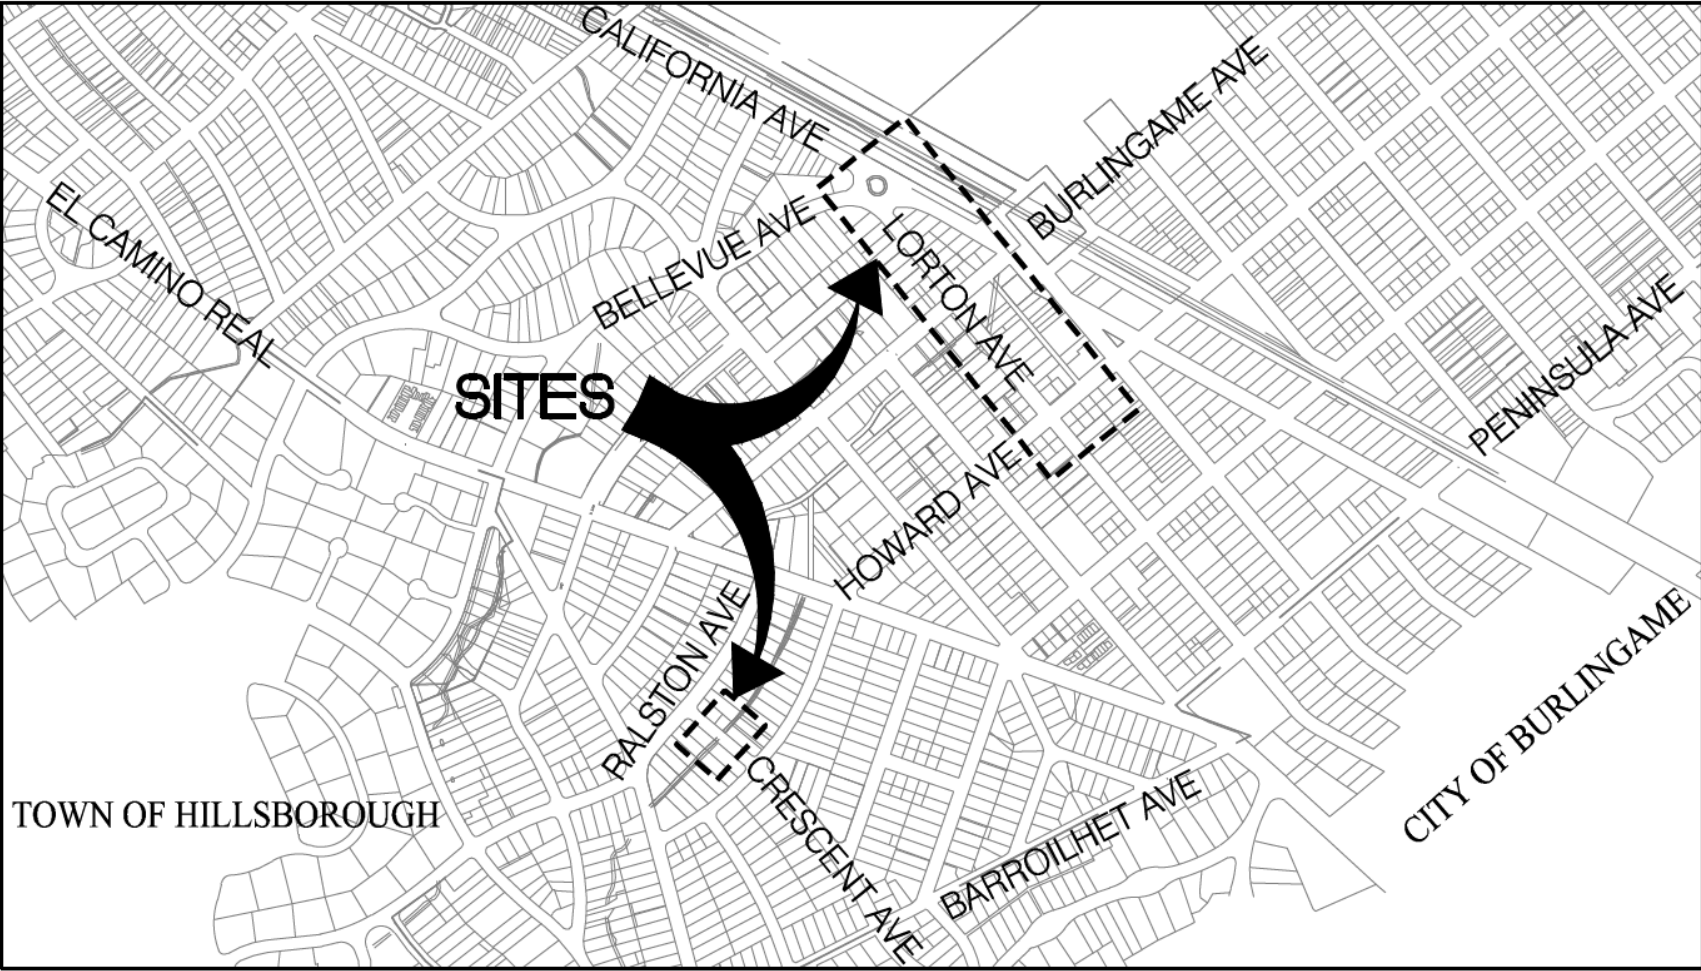 CALIFORNIA AVE
BURLINGAME AVE
EL CAMINO REAL
BELLEVUE AVE
LORTON AVE
PENINSULA AVE
SITES
HOWARD AVE
RALSTON AVE
CITY OF BURLINGAME
TOWN OF HILLSBOROUGH
CRESCENT AVE
BARROILHET AVE